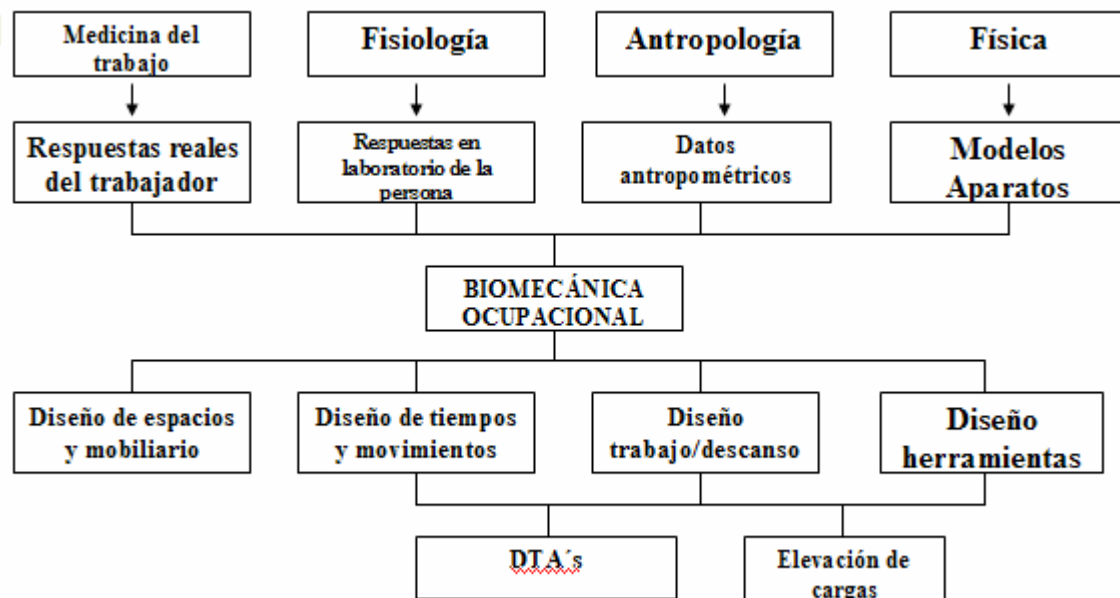 Medicina del
trabajo
Fisiología
Antropología
Física
Respuestas reales
del trabajador
Respuestas en
laboratorio de la
persona
Datos
antropométricos
Modelos
Aparatos
BIOMECÁNICA
OCUPACIONAL
Diseño de espacios
y mobiliario
Diseño de tiempos
y movimientos
Diseño
trabajo/descanso
Diseño
herramientas
DTA´s
Elevación de
cargas